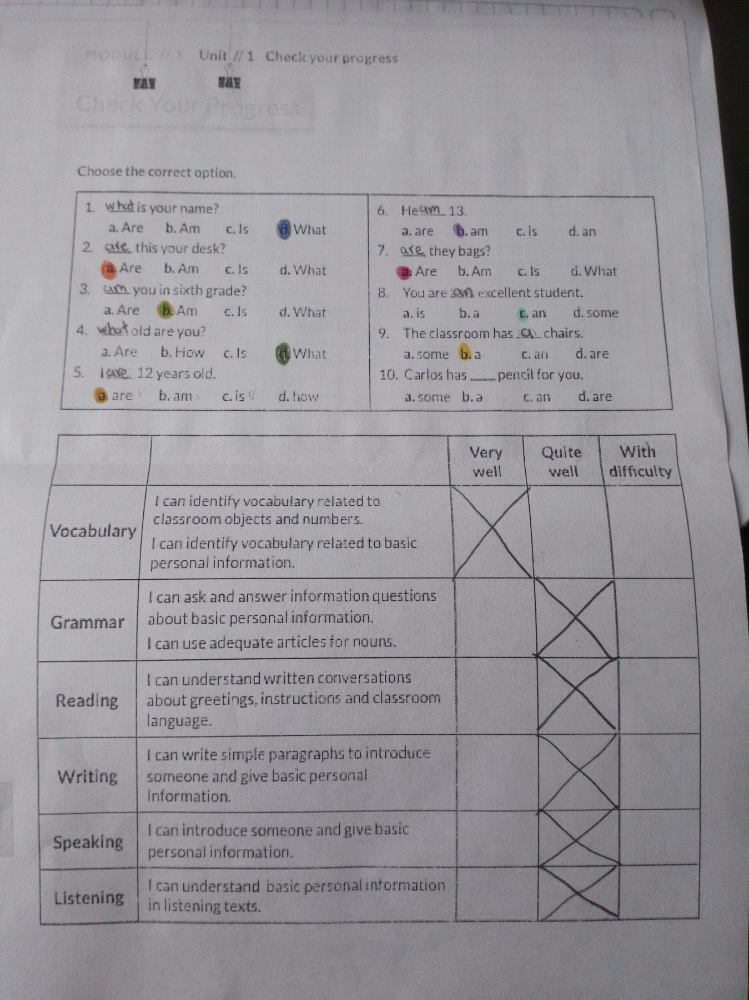 MODULE // 1 Unit // 1 Check your progress
Check Your Progress
Choose the correct option.
1. what is your name?
a. Are b. Am c. Is d. What
2. are this your desk?
a. Are b. Am c. Is d. What
3. am you in sixth grade?
a. Are b. Am c. Is d. What
4. what old are you?
a. Are b. How c. Is d. What
5. I are 12 years old.
a. are b. am c. is d. how
6. He am 13.
a. are b. am c. is d. an
7. are they bags?
a. Are b. Am c. Is d. What
8. You are an excellent student.
a. is b. a c. an d. some
9. The classroom has a chairs.
a. some b. a c. an d. are
10. Carlos has ____ pencil for you.
a. some b. a c. an d. are
Very well Quite well With difficulty
Vocabulary
I can identify vocabulary related to
classroom objects and numbers.
I can identify vocabulary related to basic
personal information.
Grammar
I can ask and answer information questions
about basic personal information.
I can use adequate articles for nouns.
Reading
I can understand written conversations
about greetings, instructions and classroom
language.
Writing
I can write simple paragraphs to introduce
someone and give basic personal
information.
Speaking
I can introduce someone and give basic
personal information.
Listening
I can understand basic personal information
in listening texts.